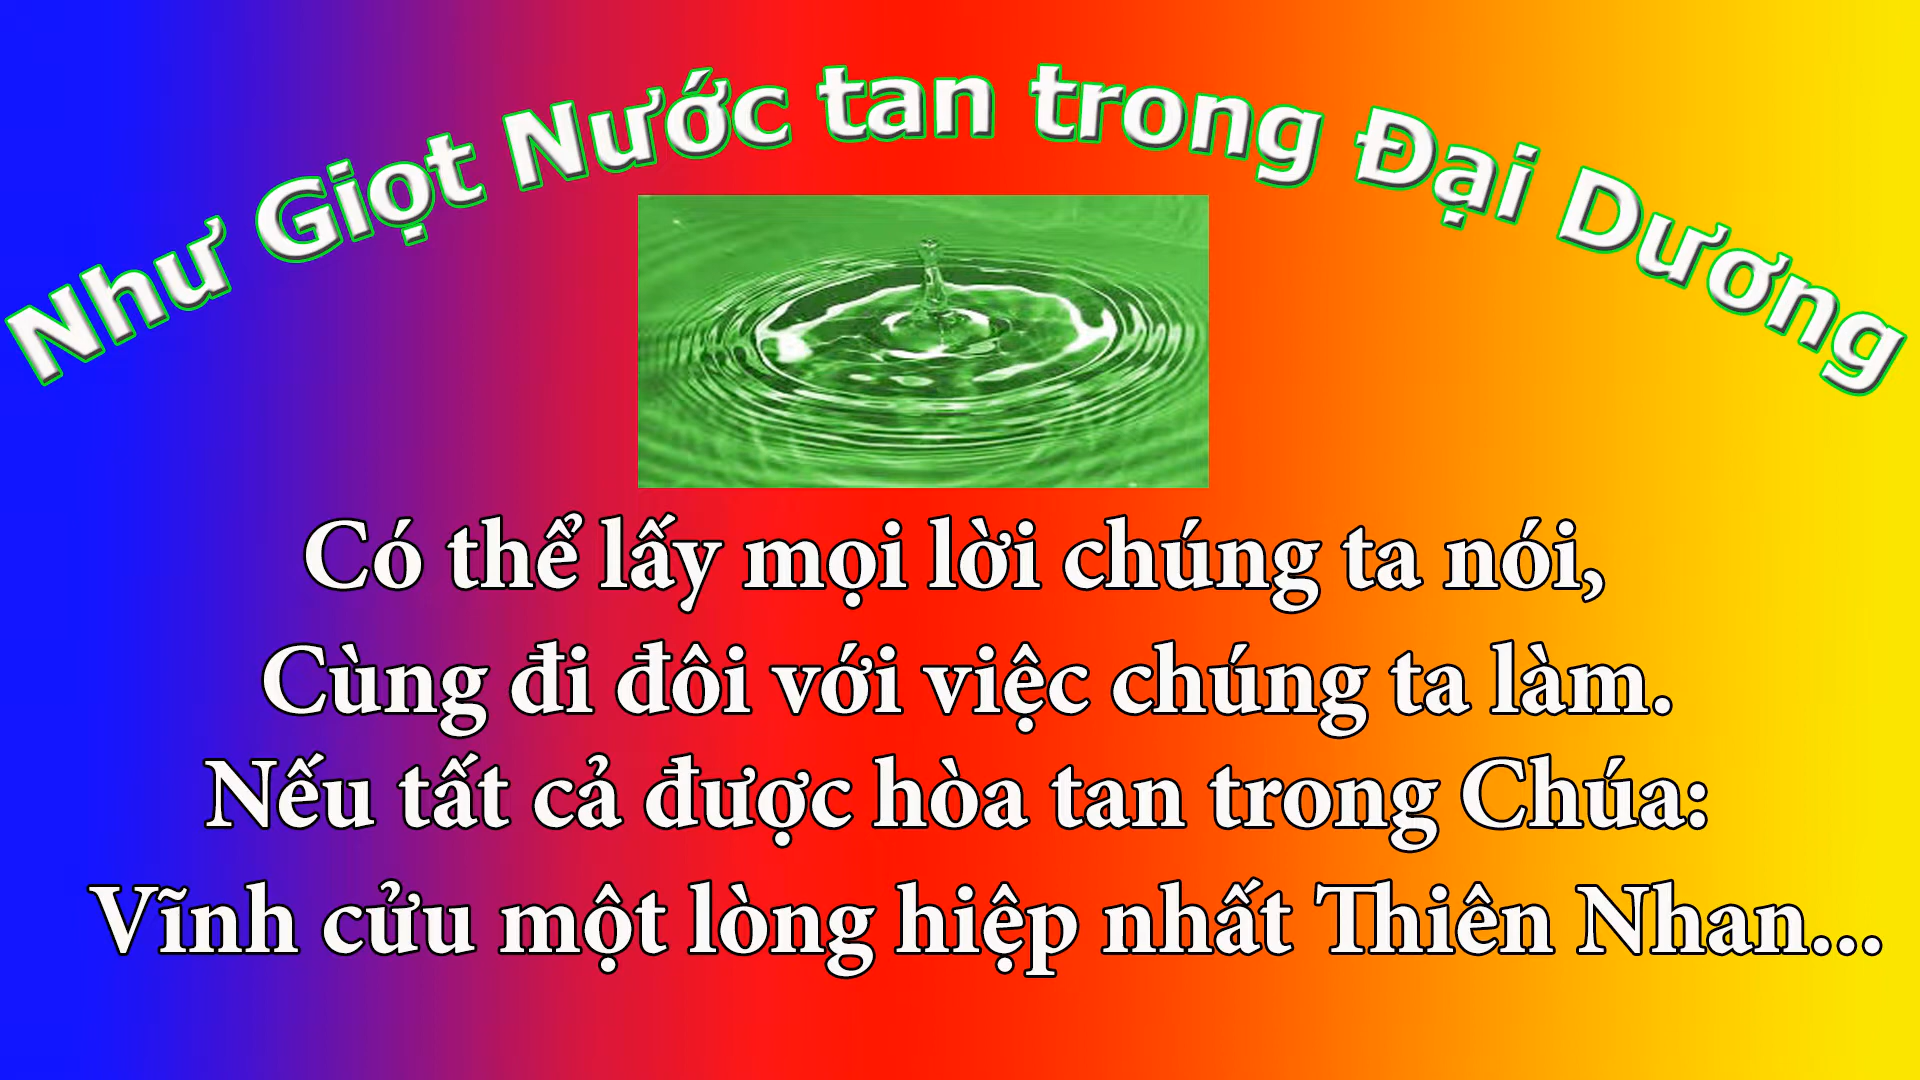 Như Giọt Nước tan trong Đại Dương
Có thể lấy mọi lời chúng ta nói,
Cùng đi đôi với việc chúng ta làm.
Nếu tất cả được hòa tan trong Chúa:
Vĩnh cửu một lòng hiệp nhất Thiên Nhan...